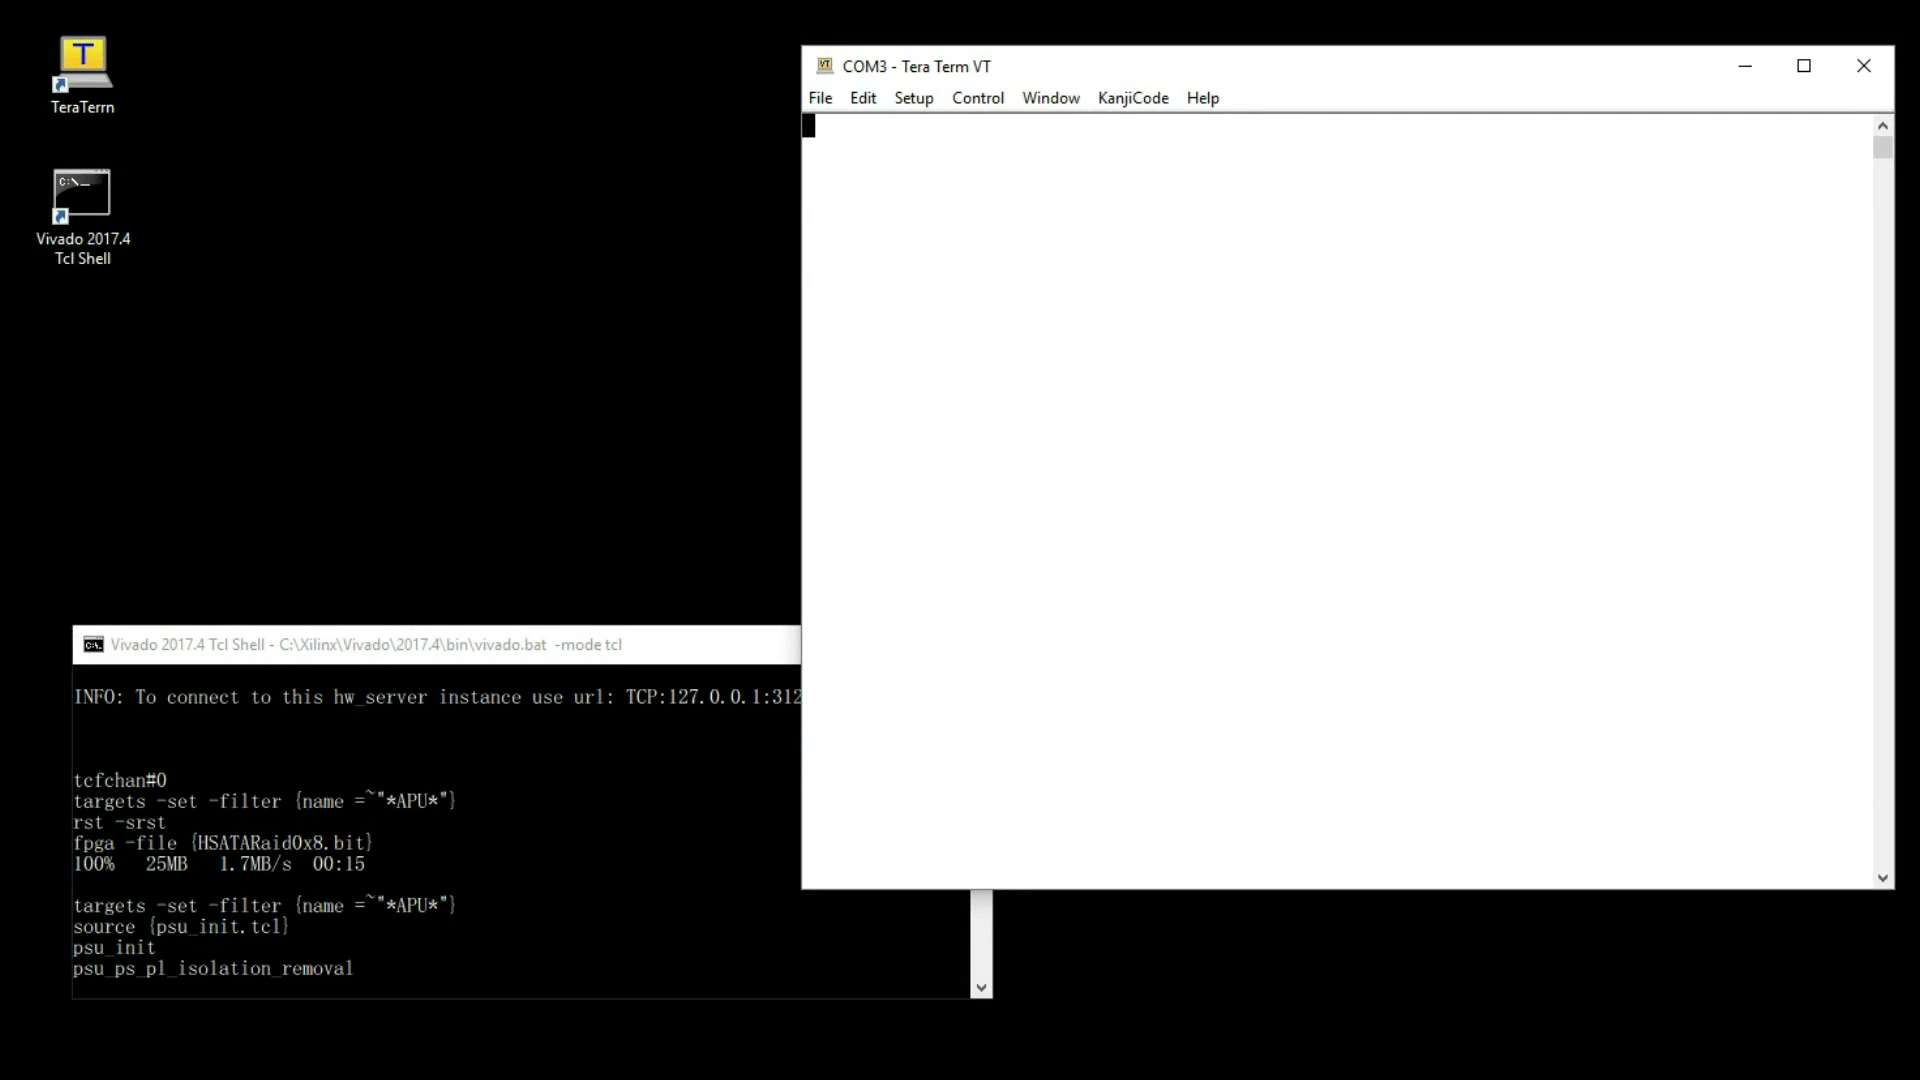 T
TeraTerm
C:\_
Vivado 2017.4
Tcl Shell
VT
COM3 - Tera Term VT
File Edit Setup Control Window KanjiCode Help
C:\.
Vivado 2017.4 Tcl Shell - C:\Xilinx\Vivado\2017.4\bin\vivado.bat -mode tcl
INFO: To connect to this hw_server instance use url: TCP:127.0.0.1:312
tcfchan#0
targets -set -filter {name =~"*APU*"}
rst -srst
fpga -file {HSATARaid0x8.bit}
100% 25MB 1.7MB/s 00:15
targets -set -filter {name =~"*APU*"}
source {psu_init.tcl}
psu_init
psu_ps_pl_isolation_removal